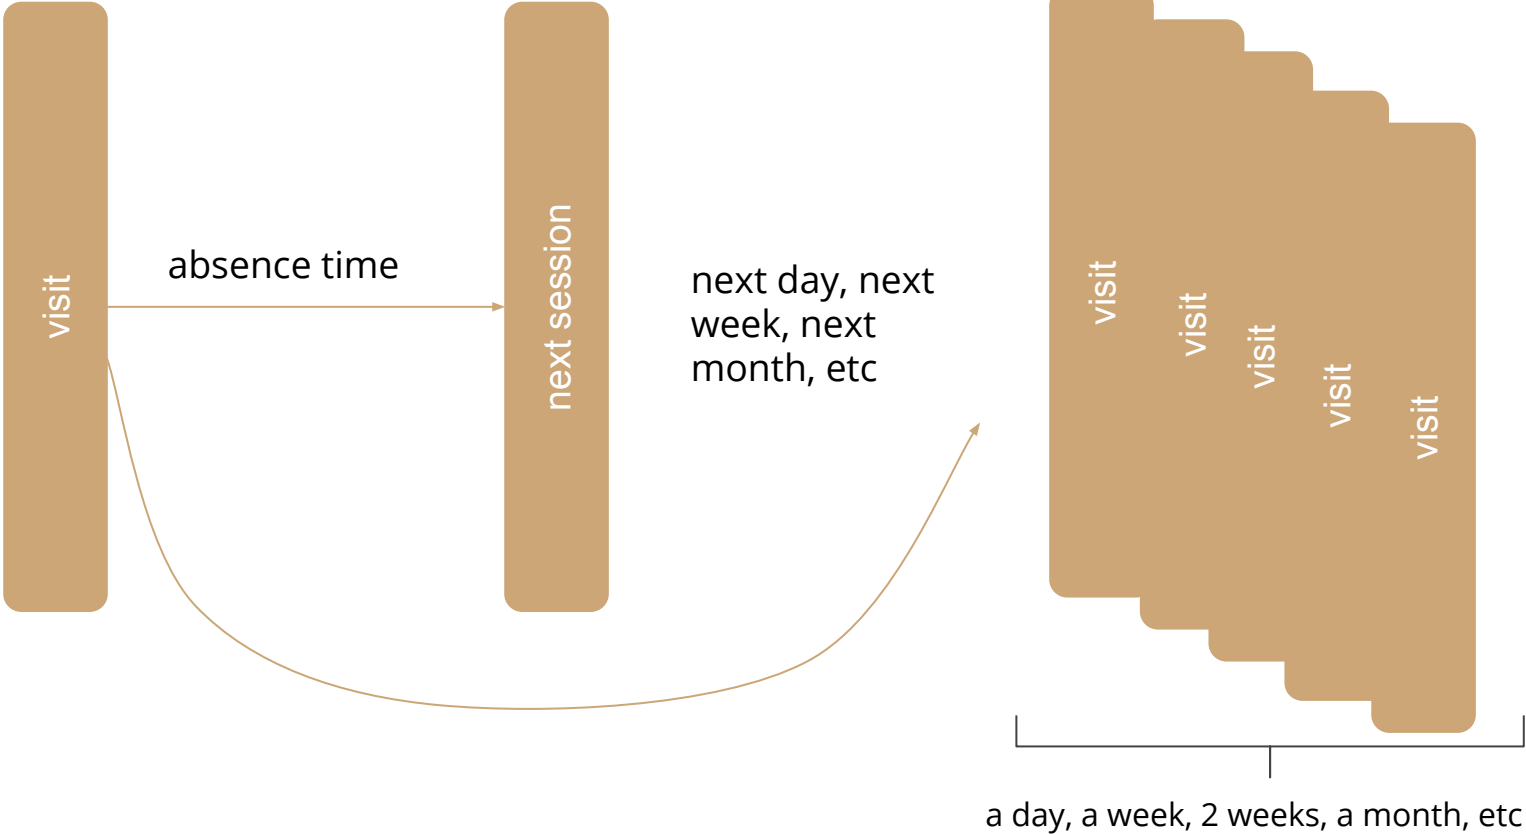 visit
absence time
next session
next day, next
week, next
month, etc
visit
visit
visit
visit
visit
a day, a week, 2 weeks, a month, etc